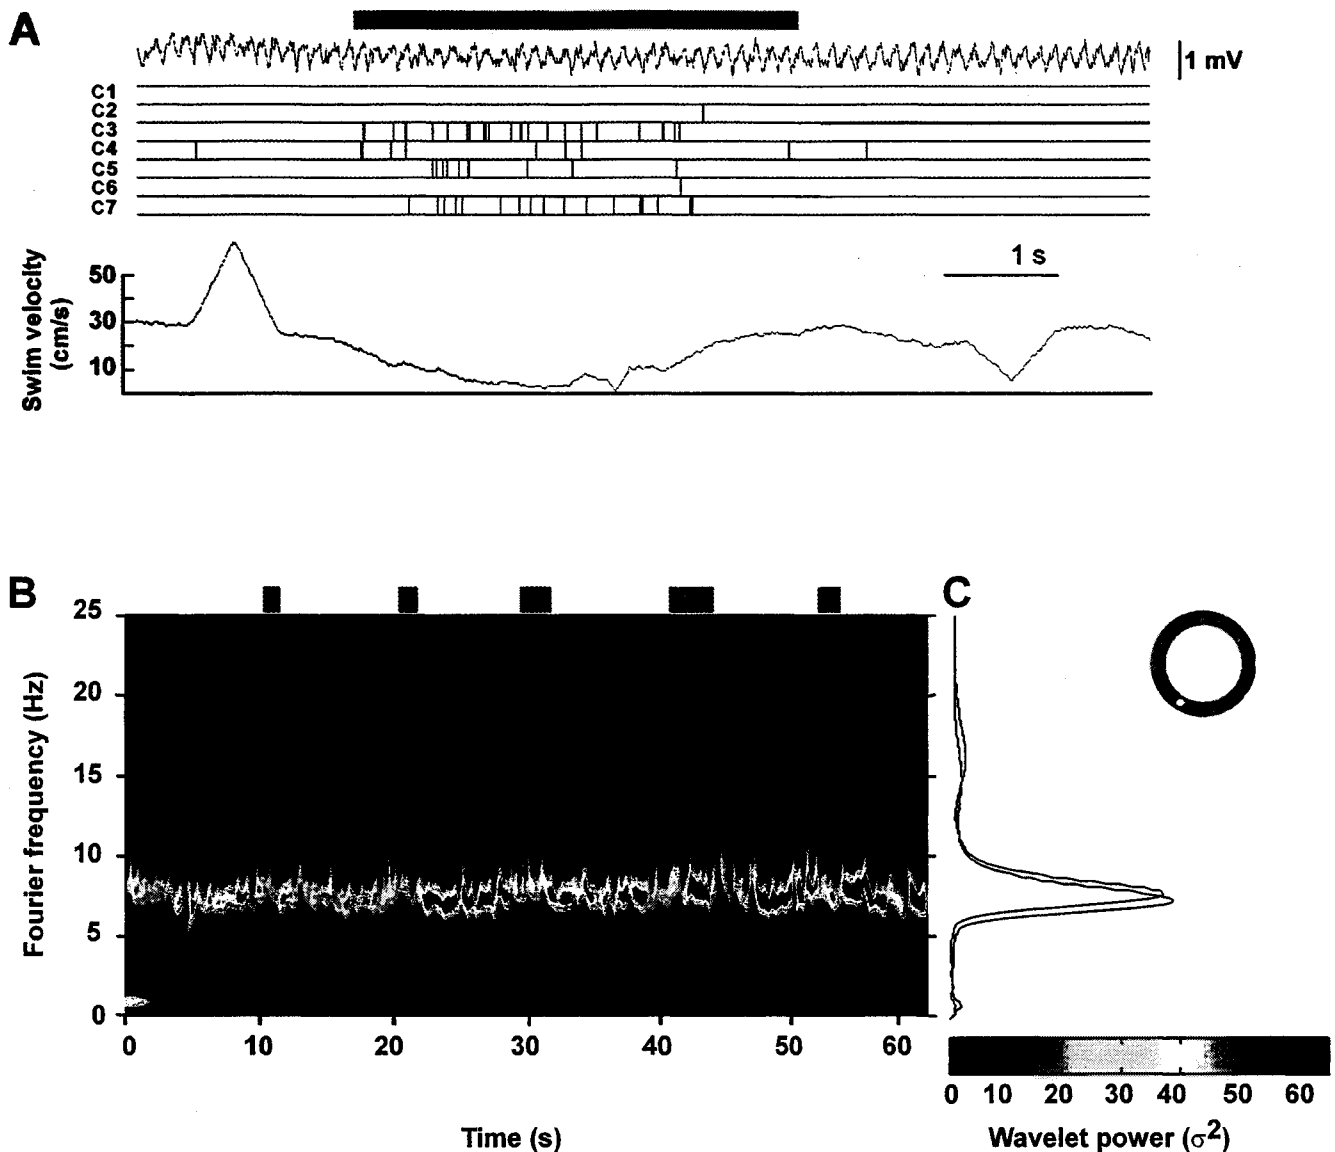 A
1 mV
C1
C2
C3
C4
C5
C6
C7
1 s
Swim velocity
(cm/s)
50
30
10
B
C
Fourier frequency (Hz)
25
20
15
10
5
0
0 10 20 30 40 50 60
Time (s)
0 10 20 30 40 50 60
Wavelet power (σ²)